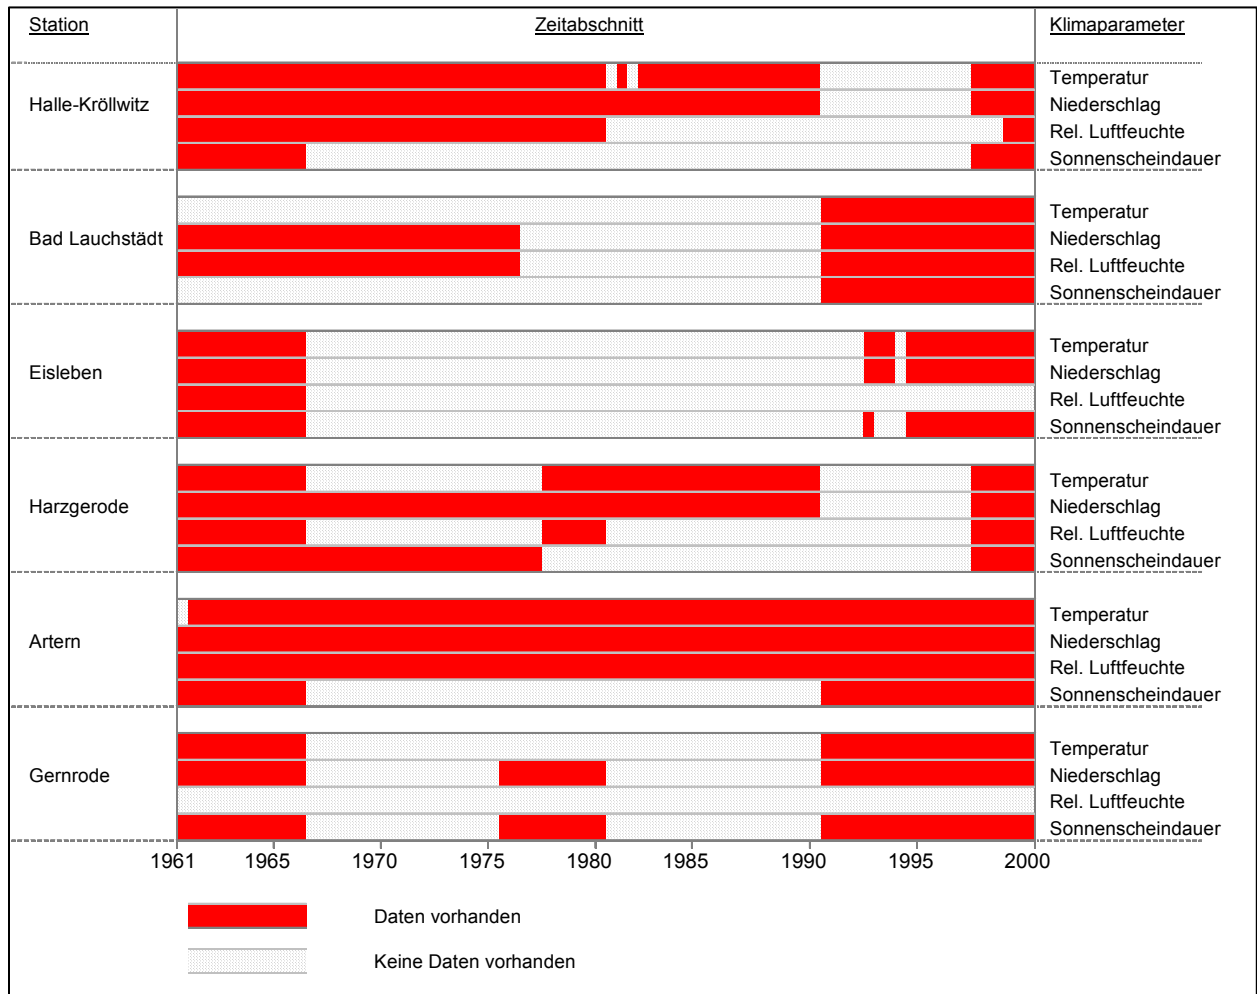 Station Zeitabschnitt Klimaparameter
Temperatur
Halle-Kröllwitz Niederschlag
Rel. Luftfeuchte
Sonnenscheindauer
Temperatur
Bad Lauchstädt Niederschlag
Rel. Luftfeuchte
Sonnenscheindauer
Temperatur
Eisleben Niederschlag
Rel. Luftfeuchte
Sonnenscheindauer
Temperatur
Harzgerode Niederschlag
Rel. Luftfeuchte
Sonnenscheindauer
Temperatur
Artern Niederschlag
Rel. Luftfeuchte
Sonnenscheindauer
Temperatur
Gernrode Niederschlag
Rel. Luftfeuchte
Sonnenscheindauer
1961 1965 1970 1975 1980 1985 1990 1995 2000
Daten vorhanden
Keine Daten vorhanden